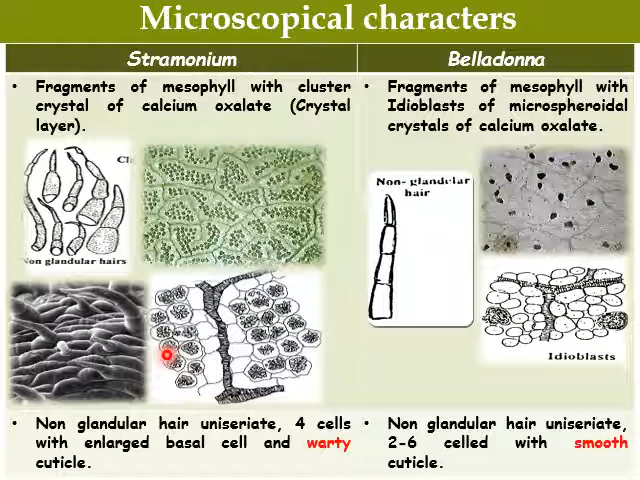 Microscopical characters
Stramonium
Belladonna
• Fragments of mesophyll with cluster
crystal of calcium oxalate (Crystal
layer).
• Fragments of mesophyll with
Idioblasts of microspheroidal
crystals of calcium oxalate.
Non glandular hairs
Non- glandular
hair
Idioblasts
• Non glandular hair uniseriate, 4 cells
with enlarged basal cell and warty
cuticle.
• Non glandular hair uniseriate,
2-6 celled with smooth
cuticle.